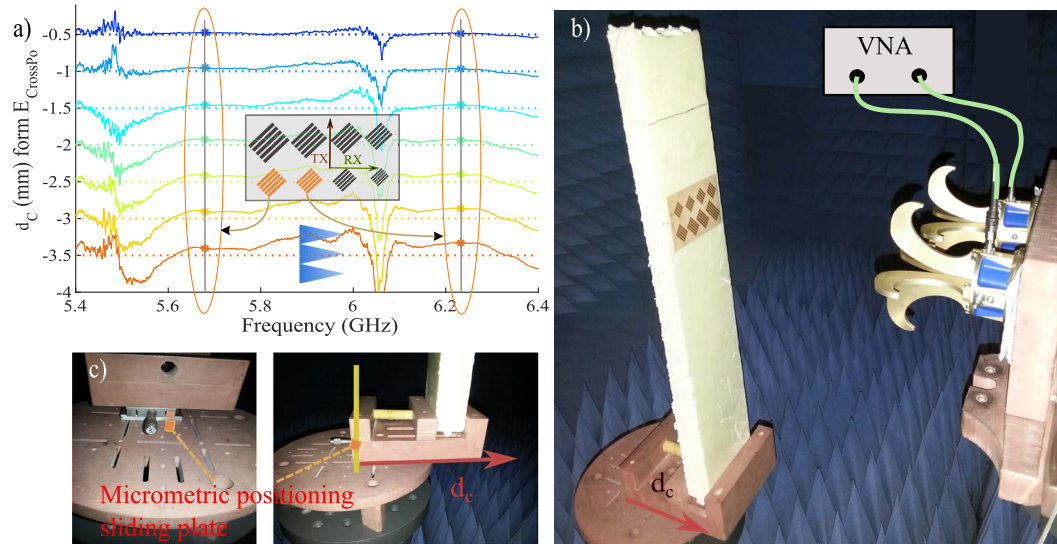 a)
d_C (mm) form E_CrossPo
-0.5
-1
-1.5
-2
-2.5
-3
-3.5
-4
5.4
5.6
5.8
6
6.2
6.4
Frequency (GHz)
TX
RX
b)
VNA
d_c
c)
Micrometric positioning
sliding plate
d_c